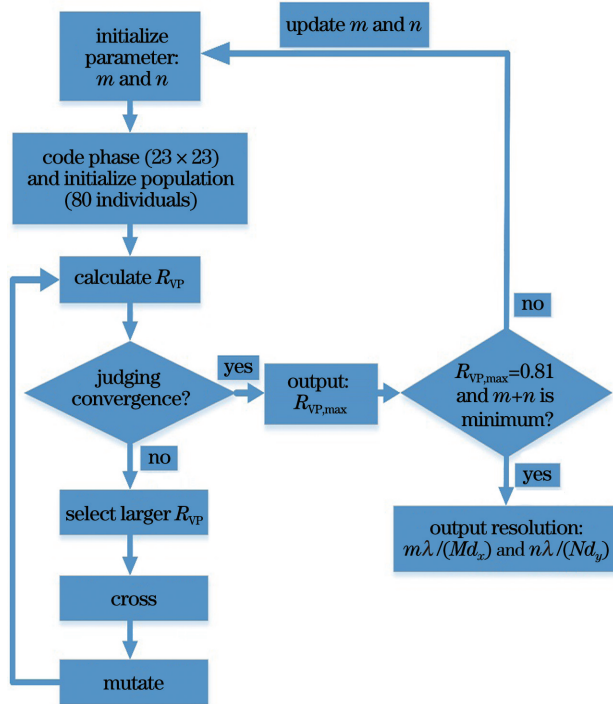 initialize
parameter:
m and n
update m and n
code phase (23 × 23)
and initialize population
(80 individuals)
calculate R_VP
no
judging
convergence?
yes
output:
R_VP,max
R_VP,max=0.81
and m+n is
minimum?
no
yes
select larger R_VP
output resolution:
mλ/(Md_x) and nλ/(Nd_y)
cross
mutate